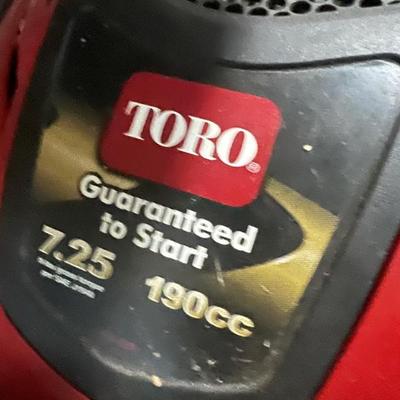 TORO®
Guaranteed
to Start
7.25
190cc